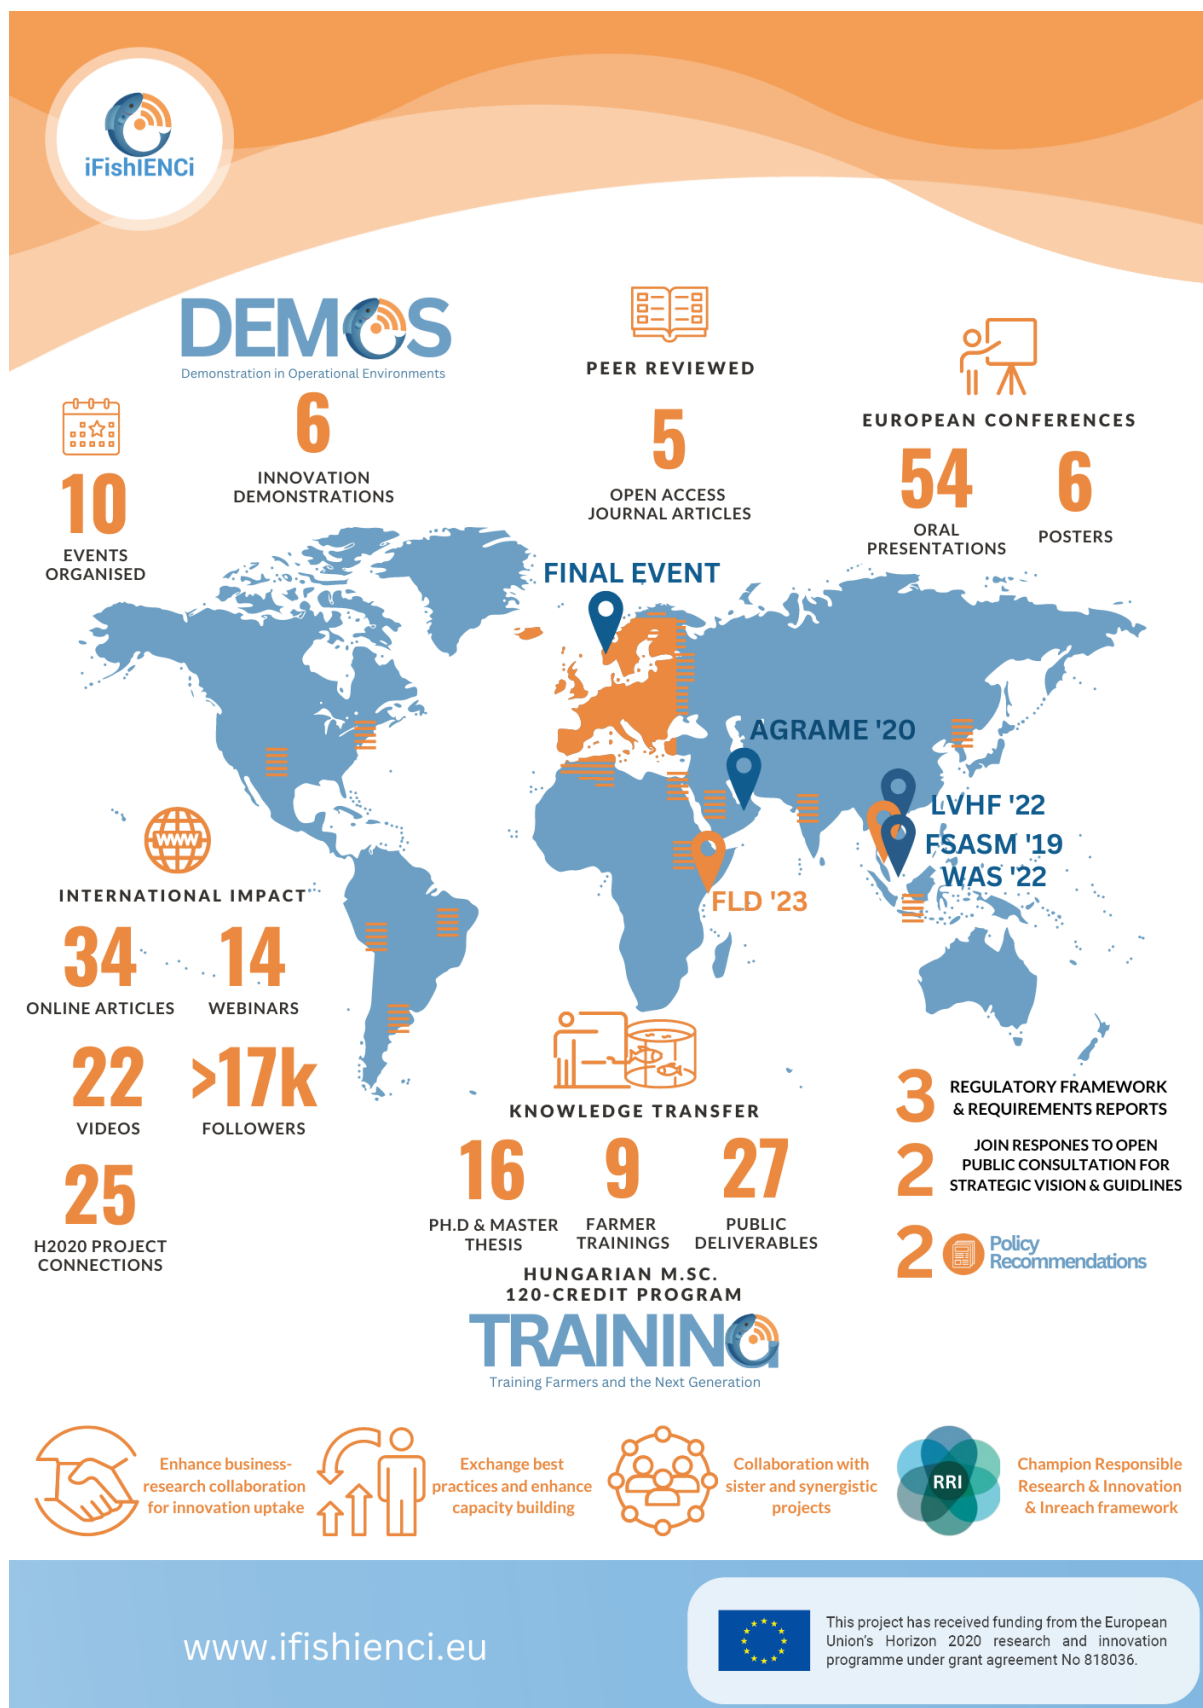 iFishIENCi
DEMOS
Demonstration in Operational Environments
6
INNOVATION
DEMONSTRATIONS
10
EVENTS
ORGANISED
PEER REVIEWED
5
OPEN ACCESS
JOURNAL ARTICLES
EUROPEAN CONFERENCES
54
ORAL
PRESENTATIONS
6
POSTERS
FINAL EVENT
AGRAME '20
LVHF '22
FSASM '19
WAS '22
FLD '23
WWW
INTERNATIONAL IMPACT
34
ONLINE ARTICLES
14
WEBINARS
22
VIDEOS
>17k
FOLLOWERS
25
H2020 PROJECT
CONNECTIONS
KNOWLEDGE TRANSFER
16
PH.D & MASTER
THESIS
9
FARMER
TRAININGS
27
PUBLIC
DELIVERABLES
HUNGARIAN M.SC.
120-CREDIT PROGRAM
TRAINING
Training Farmers and the Next Generation
3
REGULATORY FRAMEWORK
& REQUIREMENTS REPORTS
2
JOIN RESPONES TO OPEN
PUBLIC CONSULTATION FOR
STRATEGIC VISION & GUIDLINES
2
Policy
Recommendations
Enhance business-
research collaboration
for innovation uptake
Exchange best
practices and enhance
capacity building
Collaboration with
sister and synergistic
projects
RRI
Champion Responsible
Research & Innovation
& Inreach framework
www.ifishienci.eu
This project has received funding from the European
Union's Horizon 2020 research and innovation
programme under grant agreement No 818036.